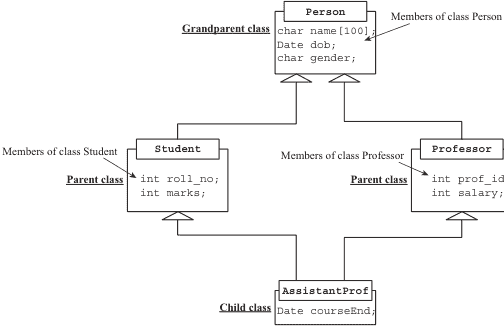 Person
Members of class Person
Grandparent class
char name[100];
Date dob;
char gender;
Student
Professor
Members of class Student
Members of class Professor
Parent class
int roll_no;
int marks;
Parent class
int prof_id
int salary;
AssistantProf
Child class
Date courseEnd;